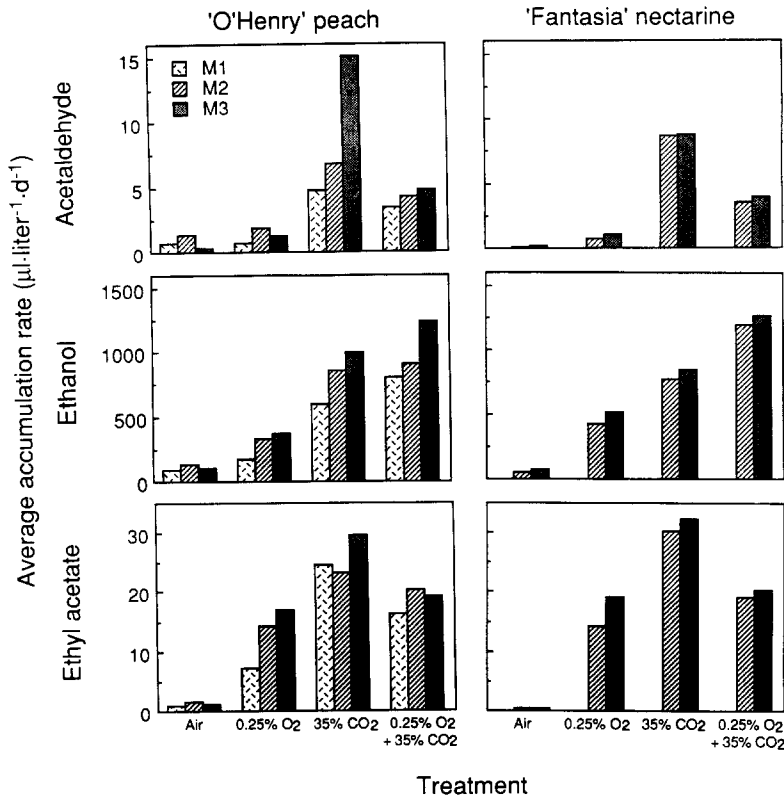 'O'Henry' peach
'Fantasia' nectarine
M1
M2
M3
15
10
5
0
Acetaldehyde
1500
1000
500
0
Ethanol
30
20
10
0
Ethyl acetate
Average accumulation rate (µl·liter⁻¹·d⁻¹)
Air
0.25% O₂
35% CO₂
0.25% O₂
+ 35% CO₂
Air
0.25% O₂
35% CO₂
0.25% O₂
+ 35% CO₂
Treatment